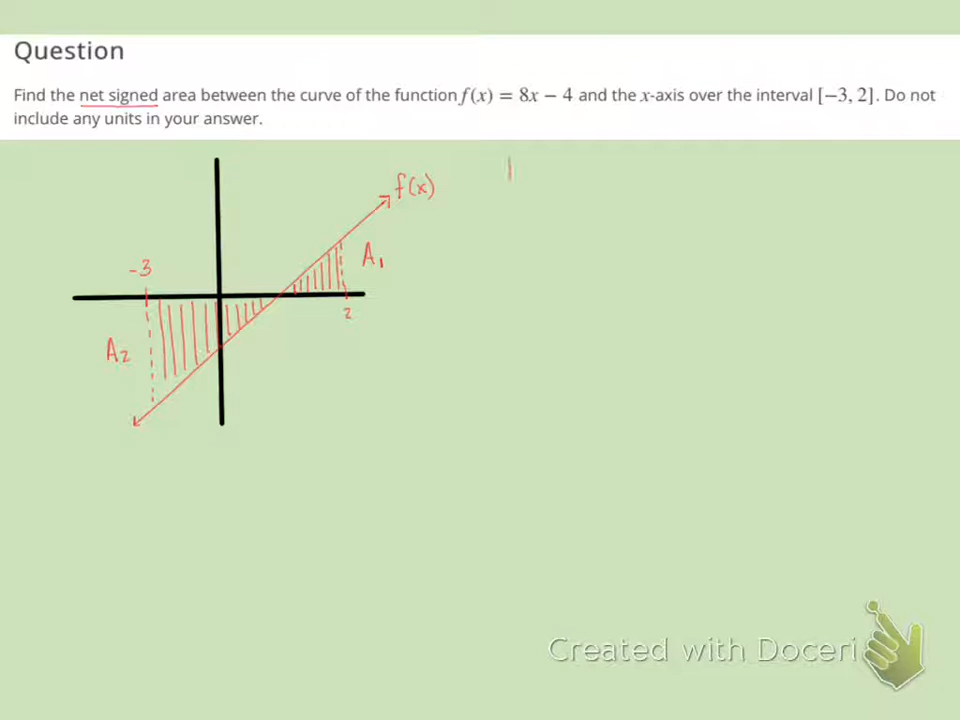 Question
Find the net signed area between the curve of the function f(x) = 8x − 4 and the x-axis over the interval [−3, 2]. Do not
include any units in your answer.
f(x)
A₁
-3
2
A₂
Created with Doceri